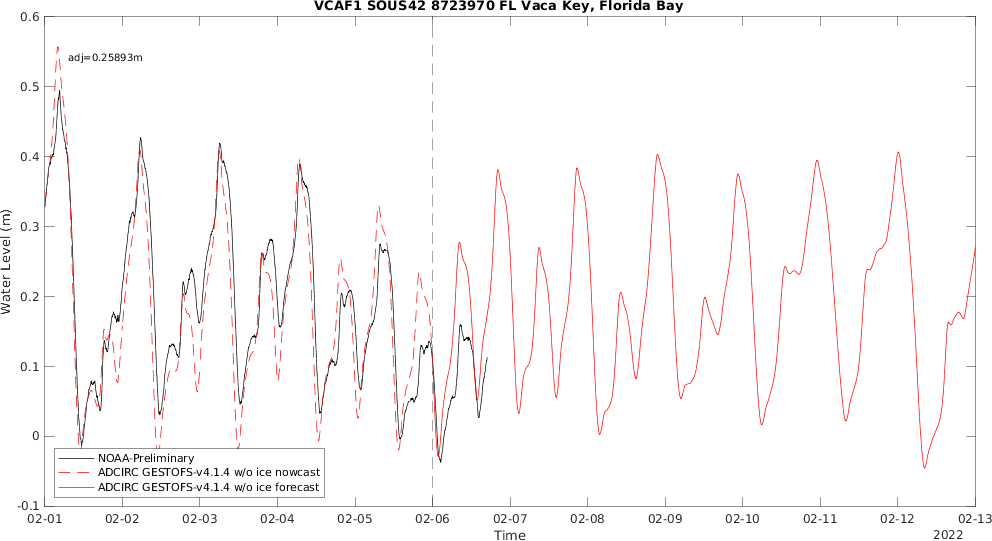 VCAF1 SOUS42 8723970 FL Vaca Key, Florida Bay
adj=0.25893m
0.6
0.5
0.4
0.3
0.2
0.1
0
-0.1
Water Level (m)
NOAA-Preliminary
ADCIRC GESTOFS-v4.1.4 w/o ice nowcast
ADCIRC GESTOFS-v4.1.4 w/o ice forecast
02-01 02-02 02-03 02-04 02-05 02-06 02-07 02-08 02-09 02-10 02-11 02-12 02-13
Time
2022